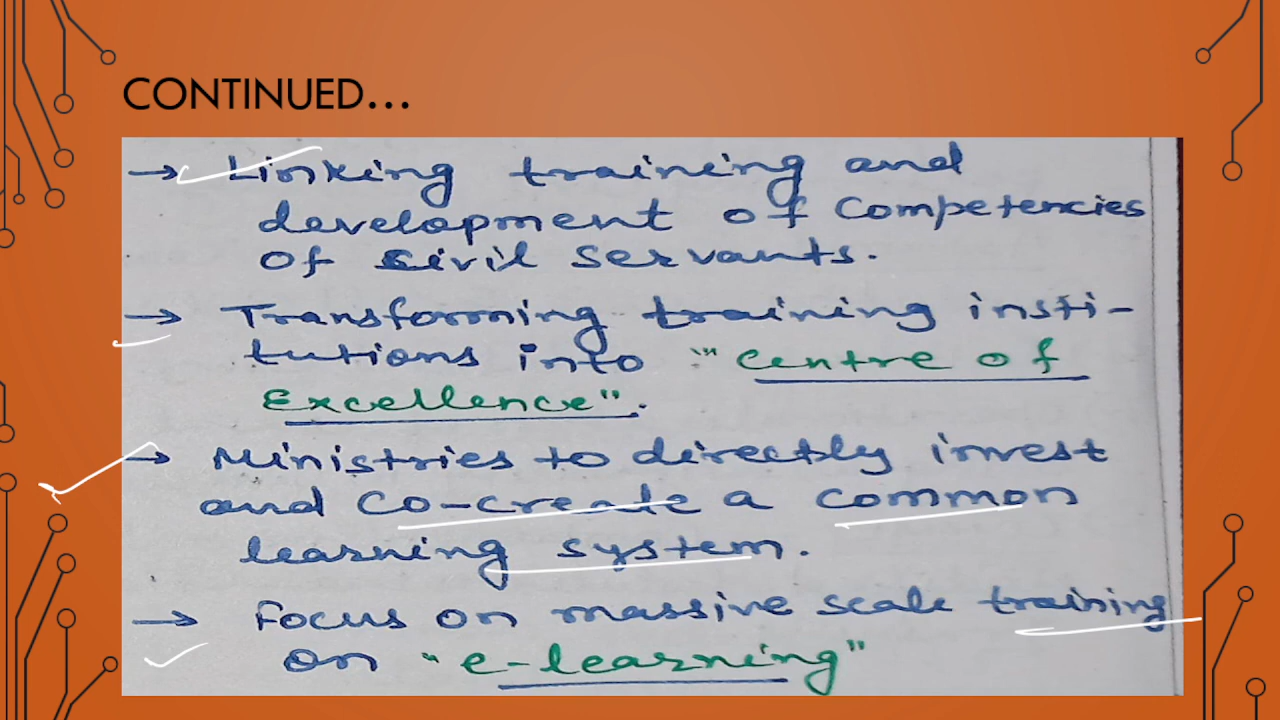 CONTINUED...
→ Linking training and
development of Competencies
of civil servants.
→ Transforming training insti-
tutions into "Centre of
Excellence".
→ Ministries to directly invest
and Co-create a common
learning system.
→ Focus on massive scale training
on "e-learning"